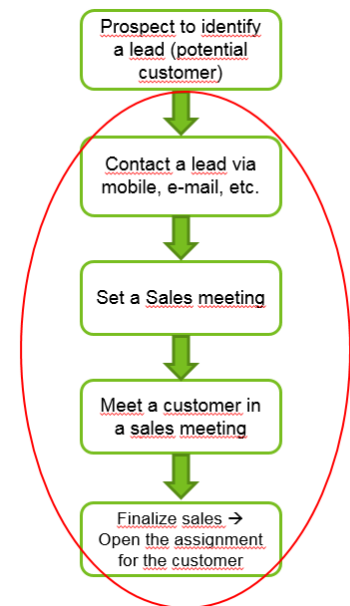 Prospect to identify
a lead (potential
customer)
Contact a lead via
mobile, e-mail, etc.
Set a Sales meeting
Meet a customer in
a sales meeting
Finalize sales →
Open the assignment
for the customer